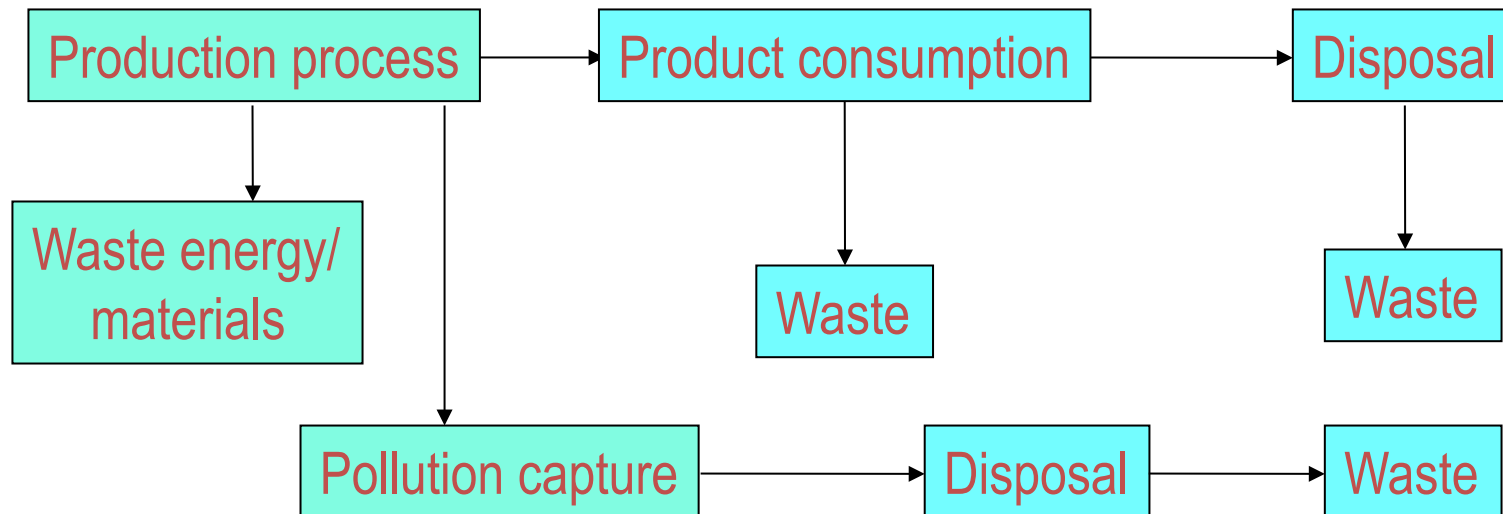 Production process
Product consumption
Disposal
Waste energy/
materials
Waste
Waste
Pollution capture
Disposal
Waste